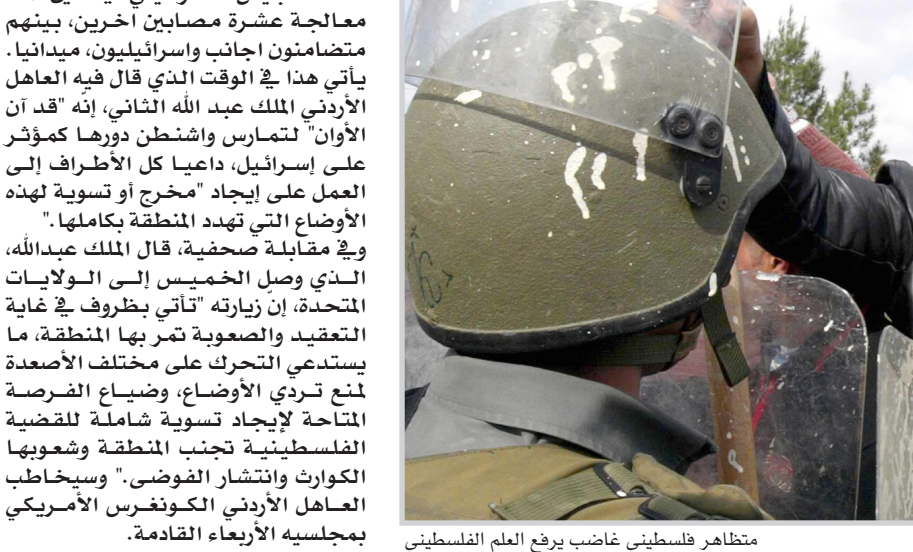 معالجة عشرة مصابين آخرين، بينهم
متضامنون اجانب واسرائيليون، ميدانيا.
يأتي هذا في الوقت الذي قال فيه العاهل
الأردني الملك عبد الله الثاني، إنّه "قد آن
الأوان" لتمارس واشنطن دورها كمؤثر
على إسرائيل، داعيا كل الأطراف إلى
العمل على إيجاد "مخرج أو تسوية لهذه
الأوضاع التي تهدد المنطقة بكاملها."
وفي مقابلة صحفية، قال الملك عبدالله،
الذي وصل الخميس إلى الولايات
المتحدة، إنّ زيارته "تأتي بظروف في غاية
التعقيد والصعوبة تمر بها المنطقة، ما
يستدعي التحرك على مختلف الأصعدة
لمنع تردي الأوضاع، وضياع الفرصة
المتاحة لإيجاد تسوية شاملة للقضية
الفلسطينية تجنب المنطقة وشعوبها
الكوارث وانتشار الفوضى." وسيخاطب
العاهل الأردني الكونغرس الأمريكي
بمجلسيه الأربعاء القادمة.
متظاهر فلسطيني غاضب يرفع العلم الفلسطيني